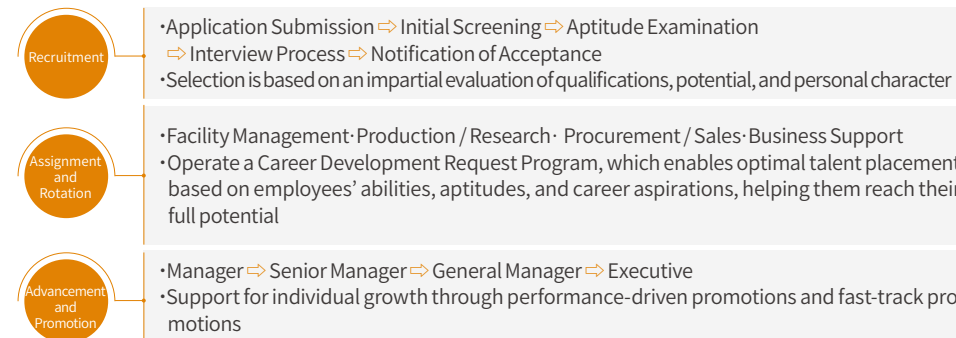 Recruitment
·Application Submission ⇨ Initial Screening ⇨ Aptitude Examination
⇨ Interview Process ⇨ Notification of Acceptance
·Selection is based on an impartial evaluation of qualifications, potential, and personal character
Assignment
and
Rotation
·Facility Management·Production / Research· Procurement / Sales·Business Support
·Operate a Career Development Request Program, which enables optimal talent placement
based on employees’ abilities, aptitudes, and career aspirations, helping them reach their
full potential
Advancement
and
Promotion
·Manager ⇨ Senior Manager ⇨ General Manager ⇨ Executive
·Support for individual growth through performance-driven promotions and fast-track pro
motions